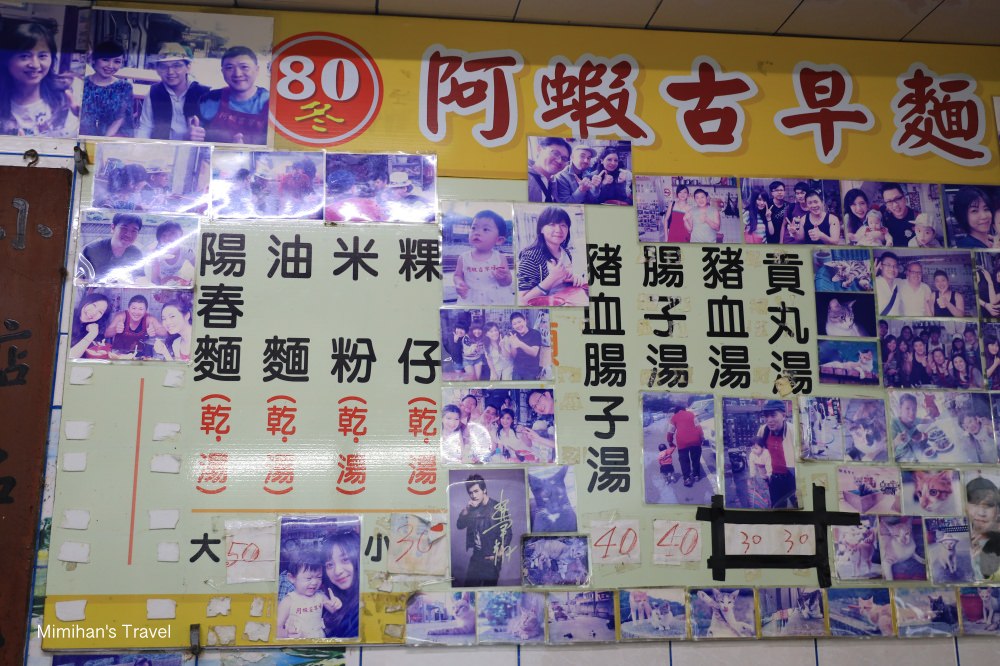 80年
阿蝦古早麵
陽春麵(乾.湯)
油麵(乾.湯)
米粉(乾.湯)
粿仔(乾.湯)
大 50
小 30
豬血腸子湯
腸子湯
豬血湯
貢丸湯
40
40
30
30
Mimihan's Travel